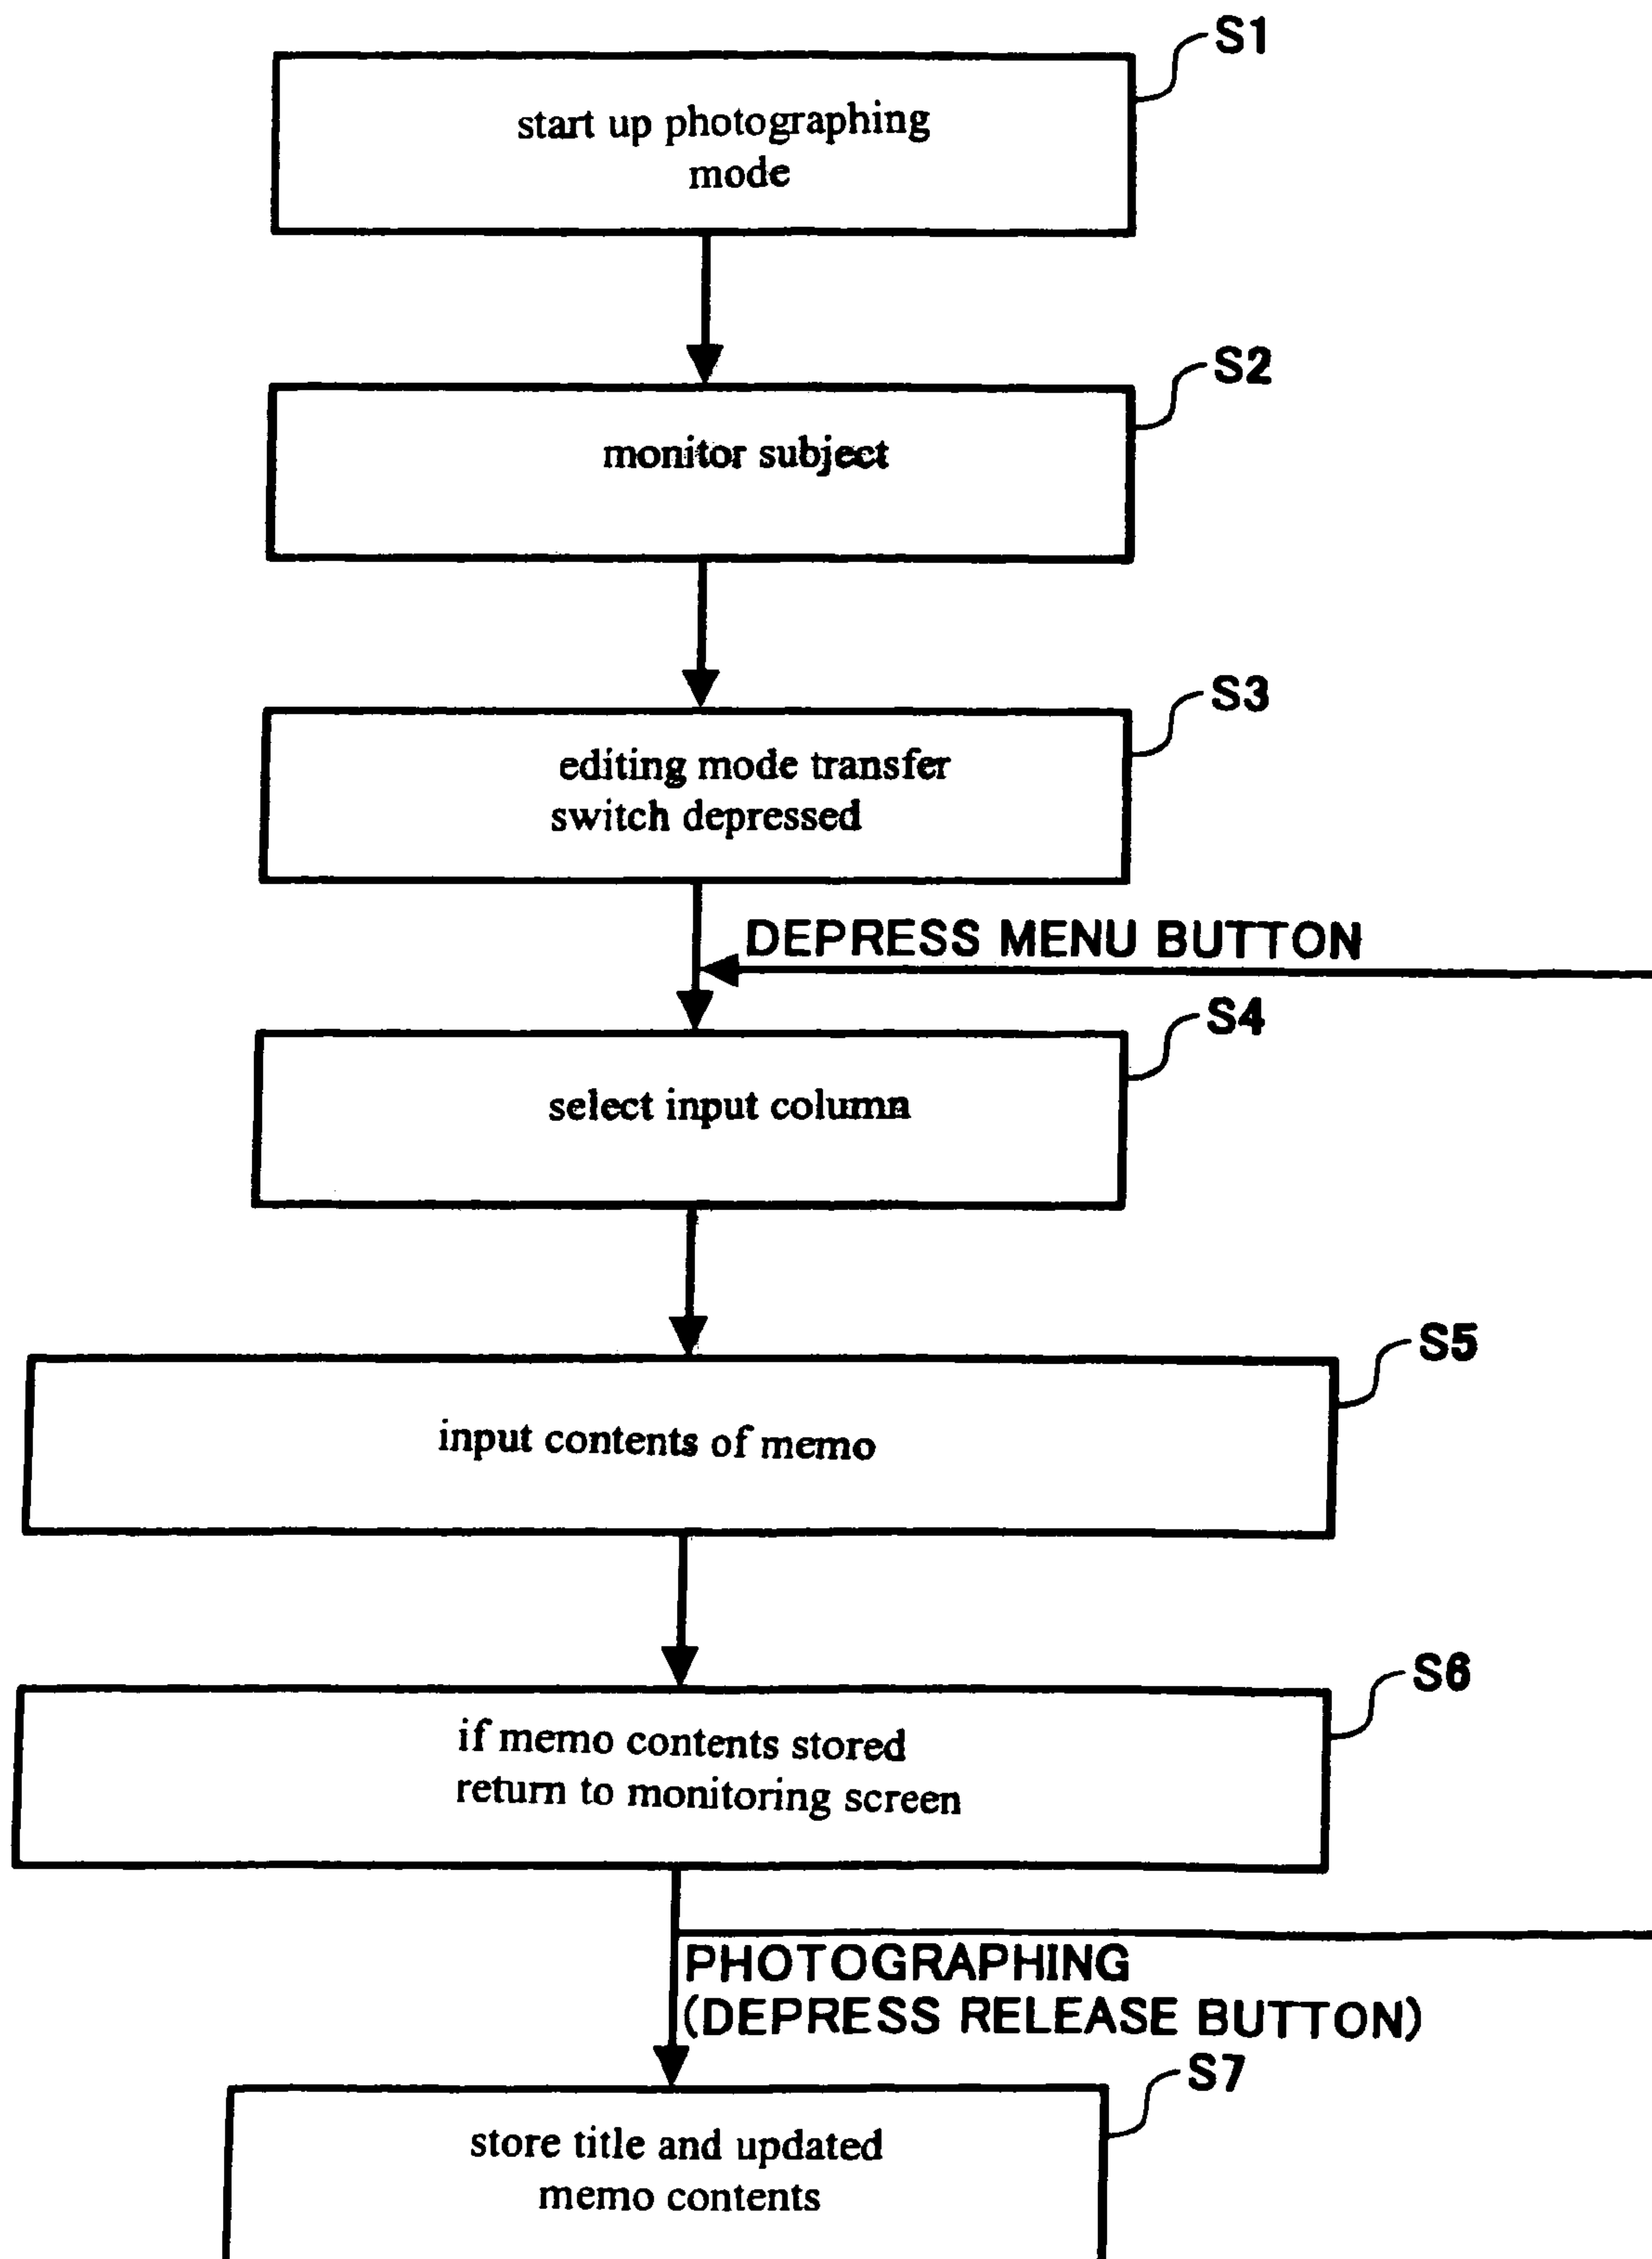 S1
start up photographing
mode
S2
monitor subject
S3
editing mode transfer
switch depressed
DEPRESS MENU BUTTON
S4
select input column
S5
input contents of memo
S6
if memo contents stored
return to monitoring screen
PHOTOGRAPHING
(DEPRESS RELEASE BUTTON)
S7
store title and updated
memo contents